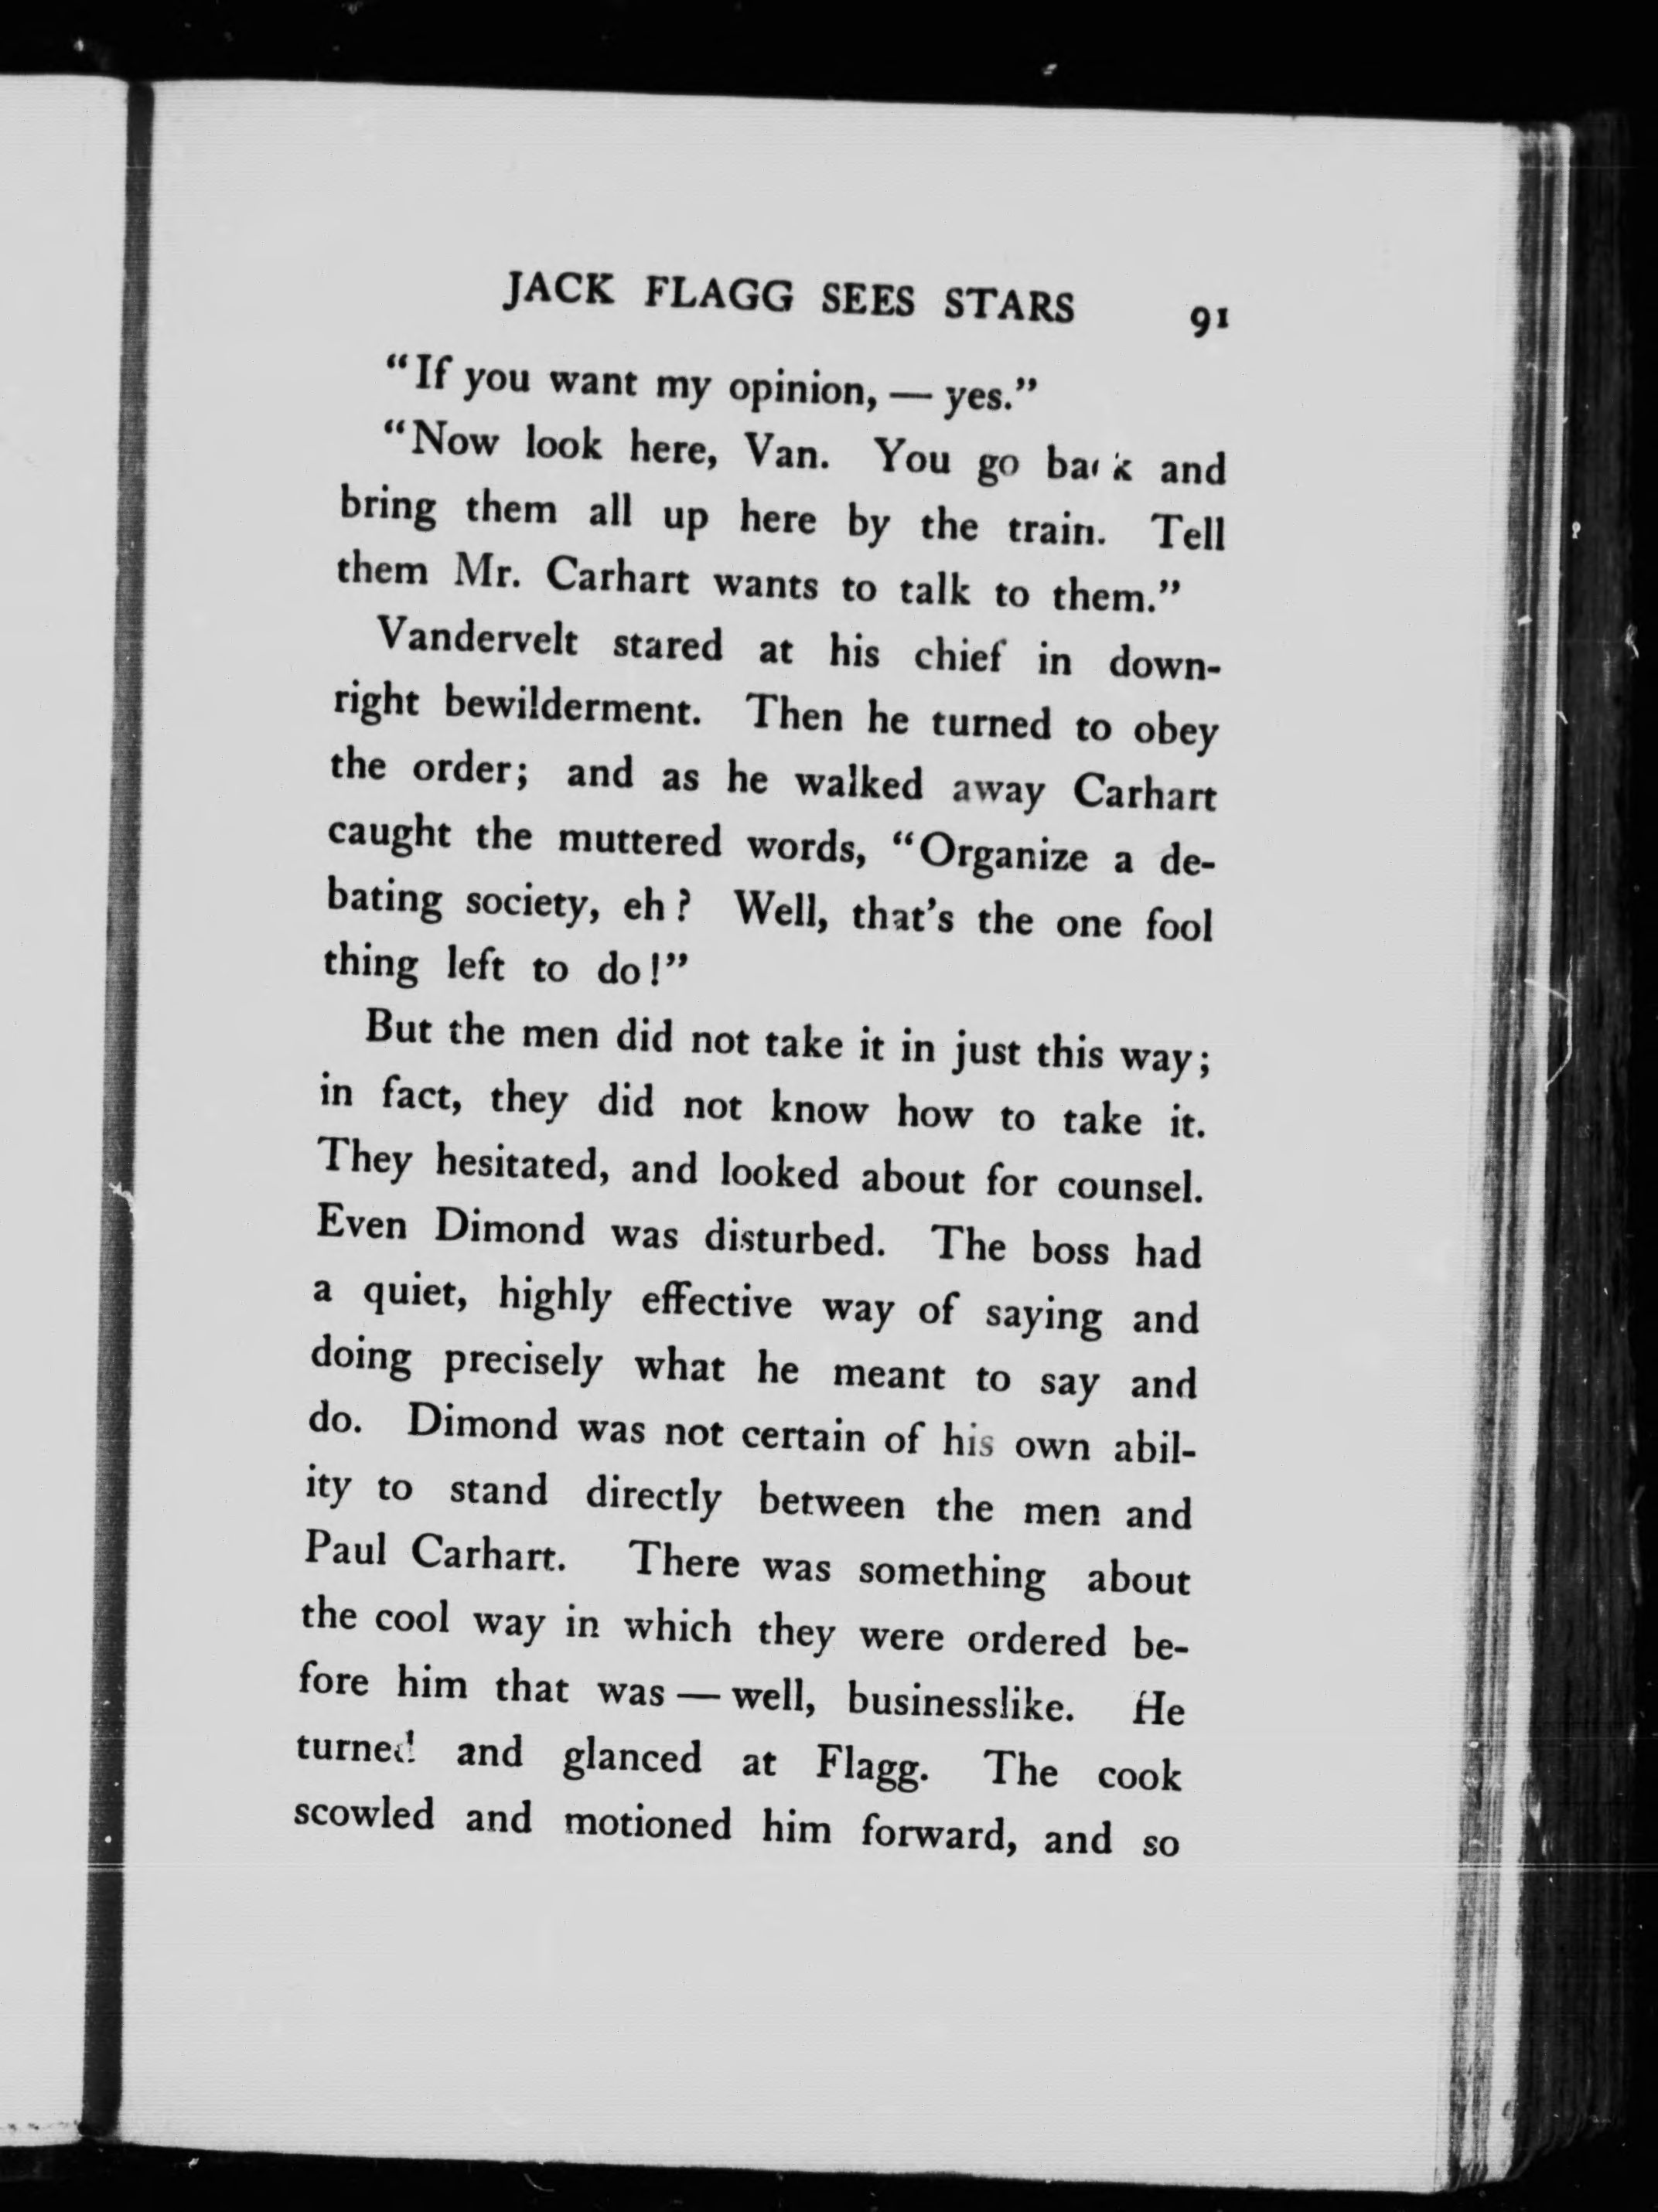 JACK FLAGG SEES STARS 91
“If you want my opinion, — yes.”
“Now look here, Van. You go back and
bring them all up here by the train. Tell
them Mr. Carhart wants to talk to them.”
Vandervelt stared at his chief in down-
right bewilderment. Then he turned to obey
the order; and as he walked away Carhart
caught the muttered words, “Organize a de-
bating society, eh? Well, that’s the one fool
thing left to do!”
But the men did not take it in just this way;
in fact, they did not know how to take it.
They hesitated, and looked about for counsel.
Even Dimond was disturbed. The boss had
a quiet, highly effective way of saying and
doing precisely what he meant to say and
do. Dimond was not certain of his own abil-
ity to stand directly between the men and
Paul Carhart. There was something about
the cool way in which they were ordered be-
fore him that was — well, businesslike. He
turned and glanced at Flagg. The cook
scowled and motioned him forward, and so